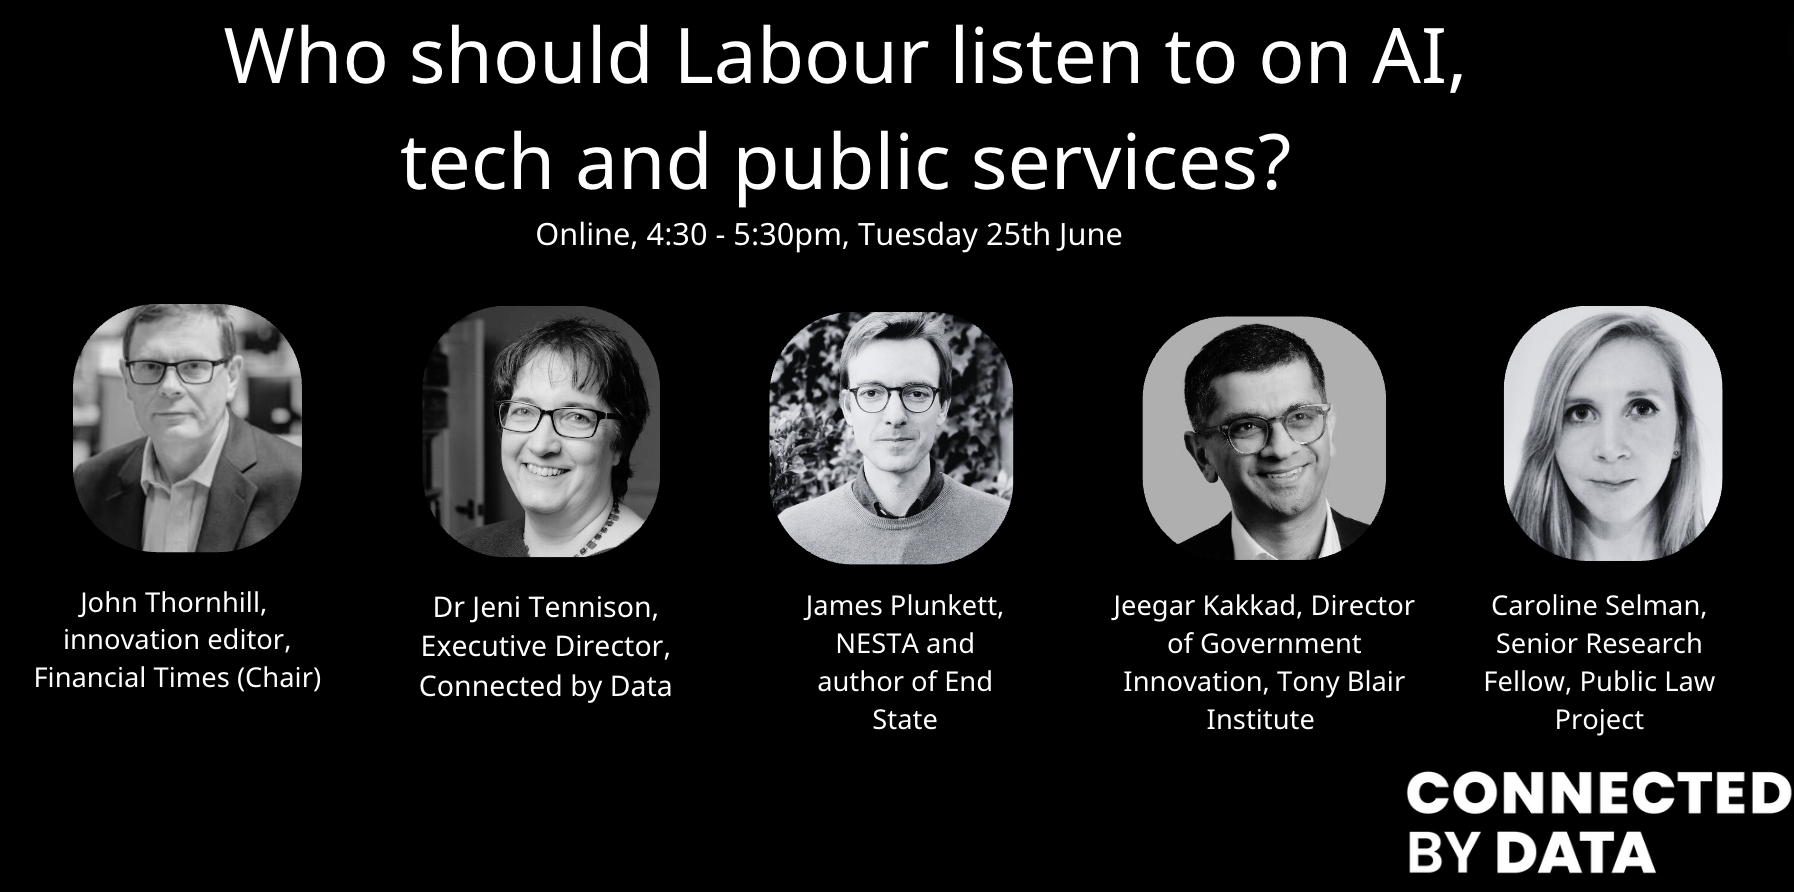 Who should Labour listen to on AI,
tech and public services?
Online, 4:30 - 5:30pm, Tuesday 25th June
John Thornhill,
innovation editor,
Financial Times (Chair)
Dr Jeni Tennison,
Executive Director,
Connected by Data
James Plunkett,
NESTA and
author of End
State
Jeegar Kakkad, Director
of Government
Innovation, Tony Blair
Institute
Caroline Selman,
Senior Research
Fellow, Public Law
Project
CONNECTED
BY DATA